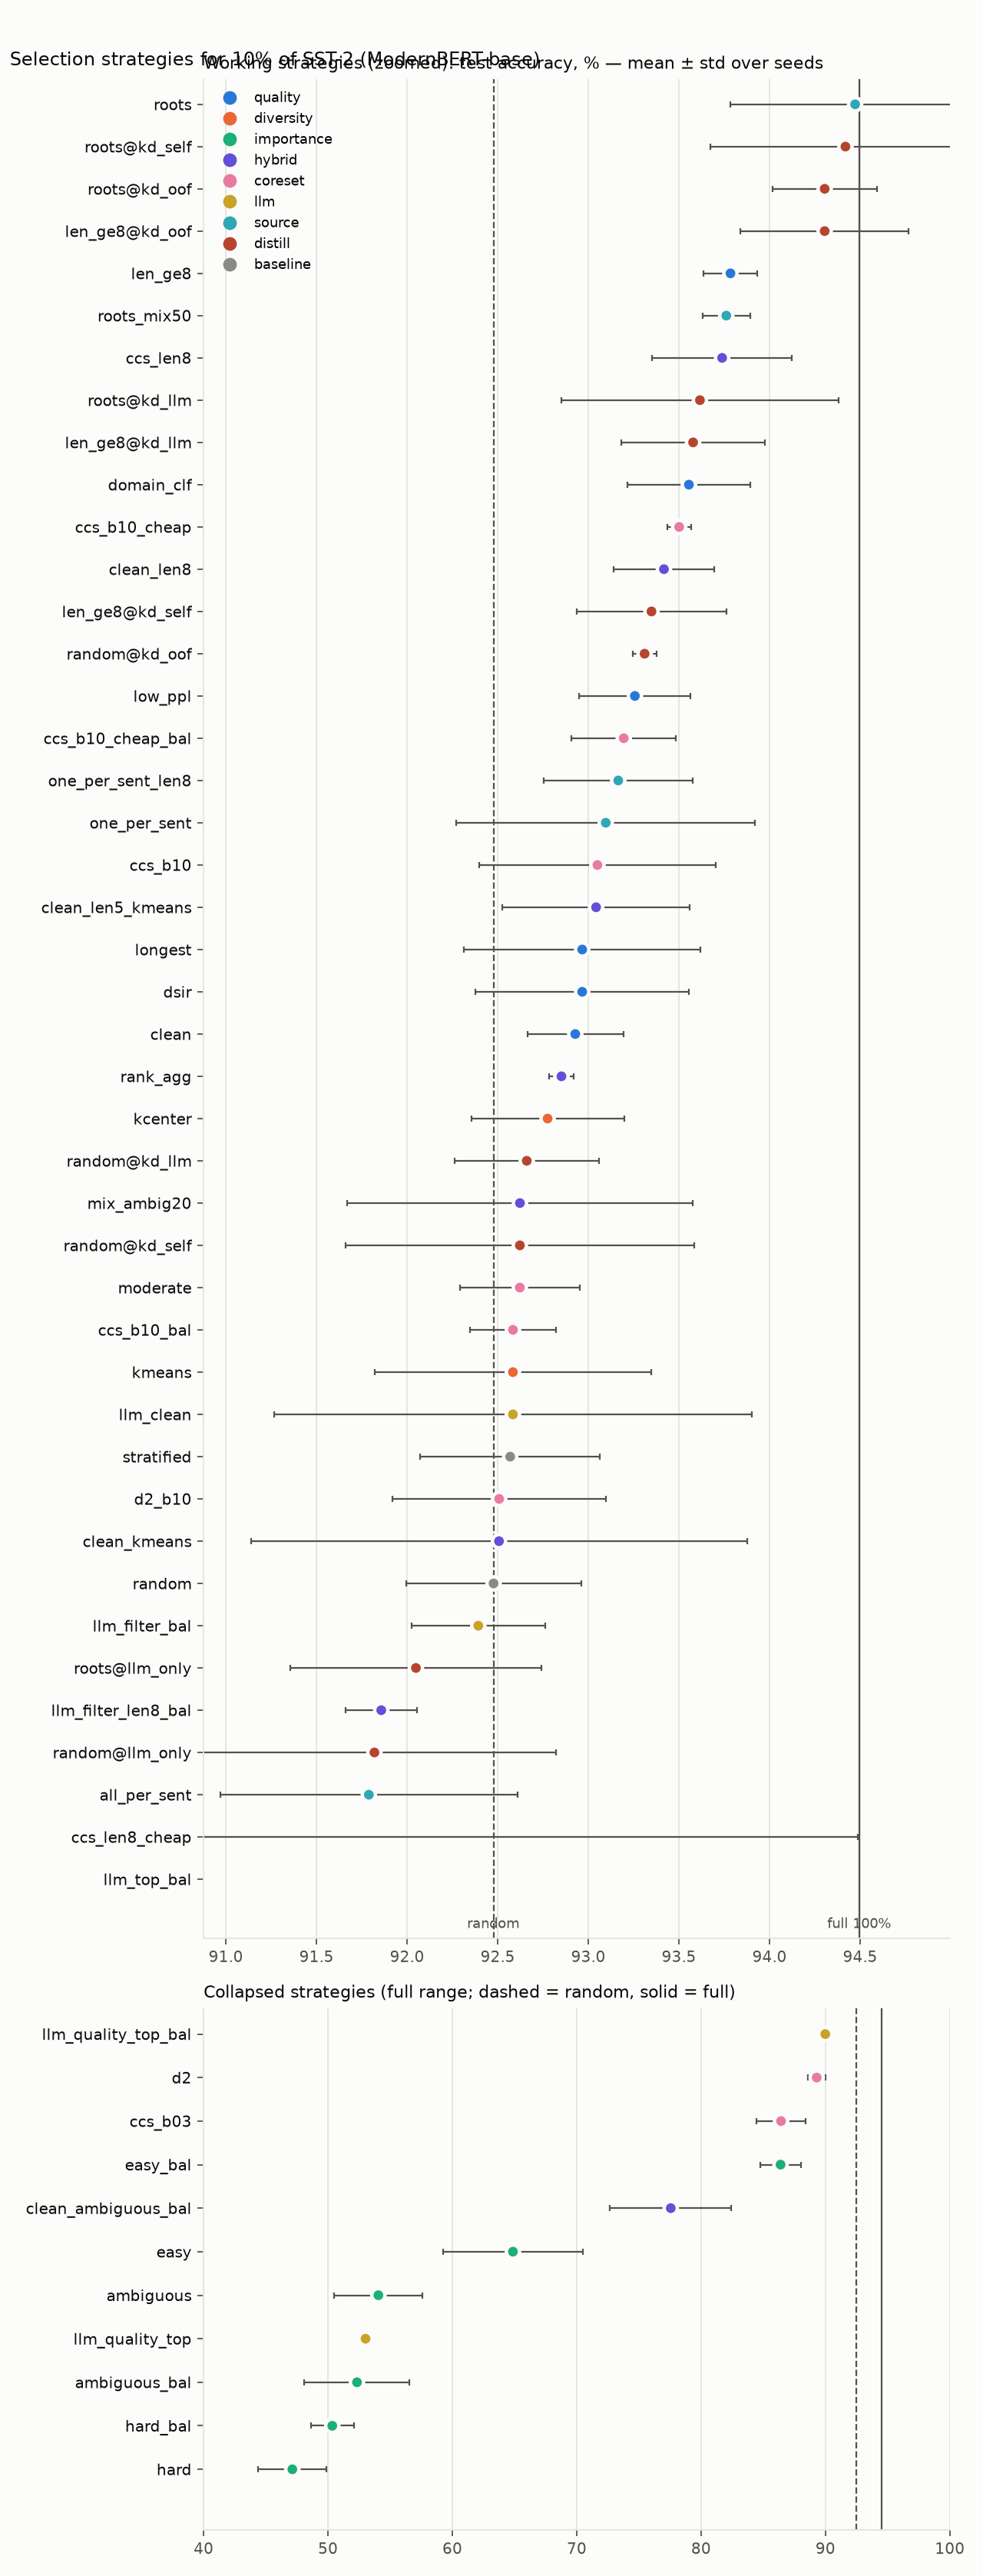 Selection strategies for 10% of SST-2 (ModernBERT-base)
Working strategies (zoomed): test accuracy, % — mean ± std over seeds
quality
diversity
importance
hybrid
coreset
llm
source
distill
baseline
roots
roots@kd_self
roots@kd_oof
len_ge8@kd_oof
len_ge8
roots_mix50
ccs_len8
roots@kd_llm
len_ge8@kd_llm
domain_clf
ccs_b10_cheap
clean_len8
len_ge8@kd_self
random@kd_oof
low_ppl
ccs_b10_cheap_bal
one_per_sent_len8
one_per_sent
ccs_b10
clean_len5_kmeans
longest
dsir
clean
rank_agg
kcenter
random@kd_llm
mix_ambig20
random@kd_self
moderate
ccs_b10_bal
kmeans
llm_clean
stratified
d2_b10
clean_kmeans
random
llm_filter_bal
roots@llm_only
llm_filter_len8_bal
random@llm_only
all_per_sent
ccs_len8_cheap
llm_top_bal
random full 100%
91.0 91.5 92.0 92.5 93.0 93.5 94.0 94.5
Collapsed strategies (full range; dashed = random, solid = full)
llm_quality_top_bal
d2
ccs_b03
easy_bal
clean_ambiguous_bal
easy
ambiguous
llm_quality_top
ambiguous_bal
hard_bal
hard
40 50 60 70 80 90 100